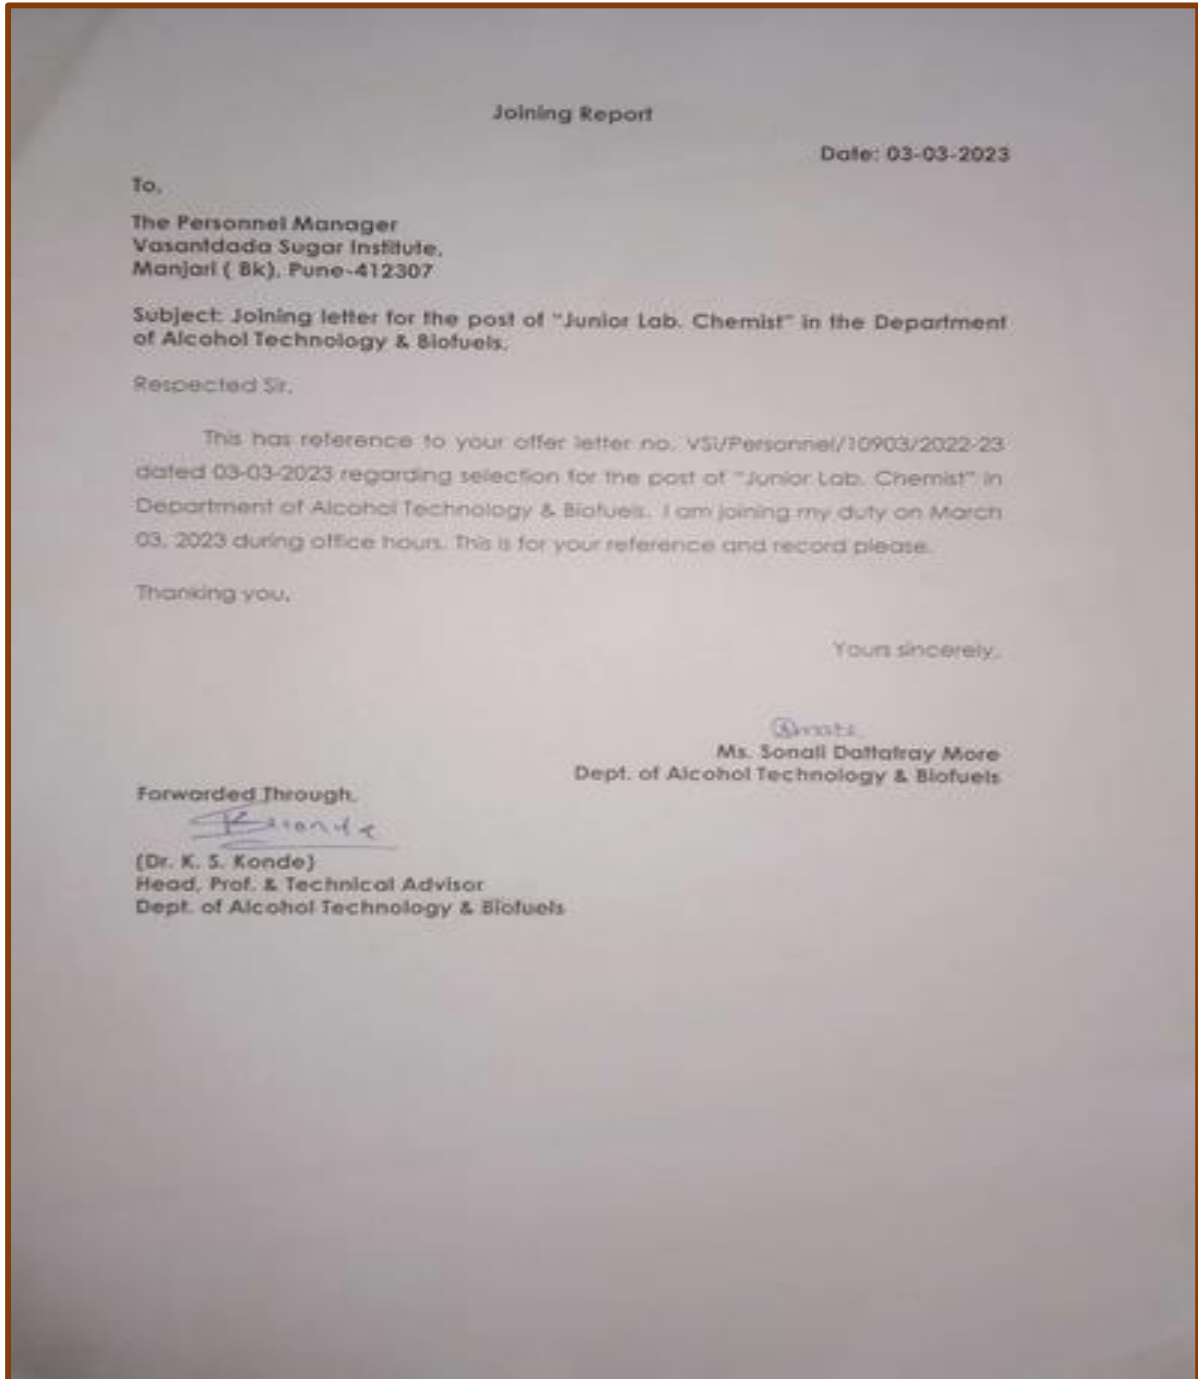 Joining Report
Date: 03-03-2023
To,
The Personnel Manager
Vasantdada Sugar Institute,
Manjari ( Bk), Pune-412307
Subject: Joining letter for the post of "Junior Lab. Chemist" in the Department
of Alcohol Technology & Biofuels.
Respected Sir,
This has reference to your offer letter no. VSI/Personnel/10903/2022-23
dated 03-03-2023 regarding selection for the post of "Junior Lab. Chemist" in
Department of Alcohol Technology & Biofuels. I am joining my duty on March
03, 2023 during office hours. This is for your reference and record please.
Thanking you,
Yours sincerely,
Ms. Sonali Dattatray More
Dept. of Alcohol Technology & Biofuels
Forwarded Through,
(Dr. K. S. Konde)
Head, Prof. & Technical Advisor
Dept. of Alcohol Technology & Biofuels